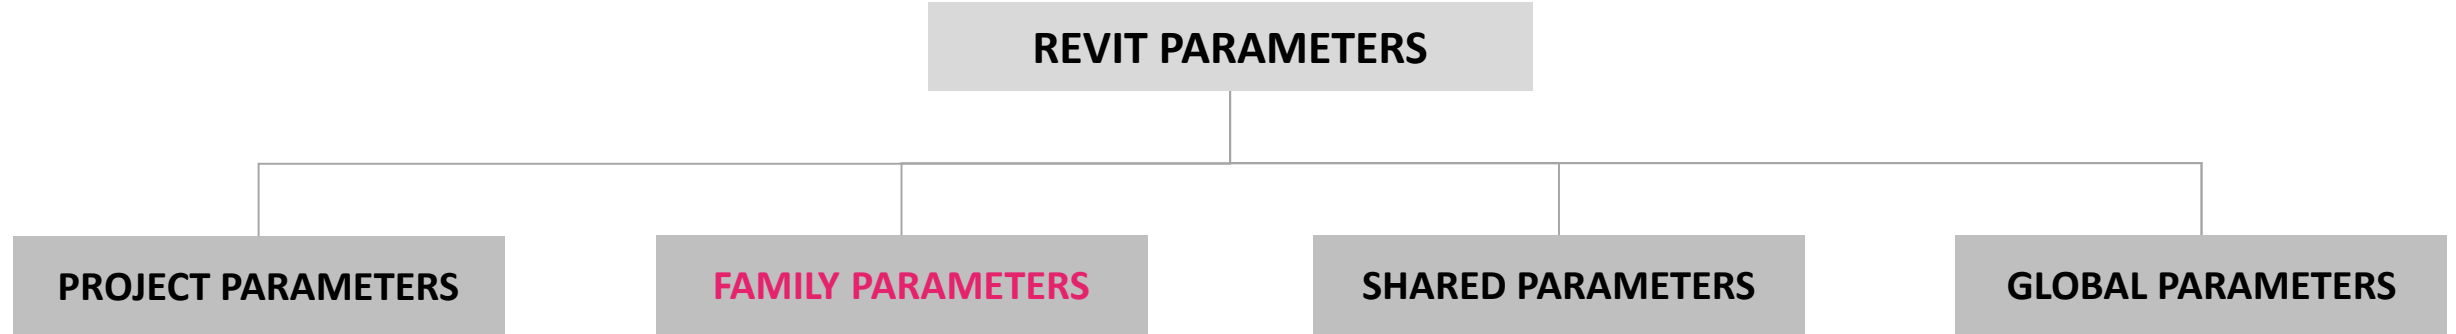 REVIT PARAMETERS
PROJECT PARAMETERS
FAMILY PARAMETERS
SHARED PARAMETERS
GLOBAL PARAMETERS